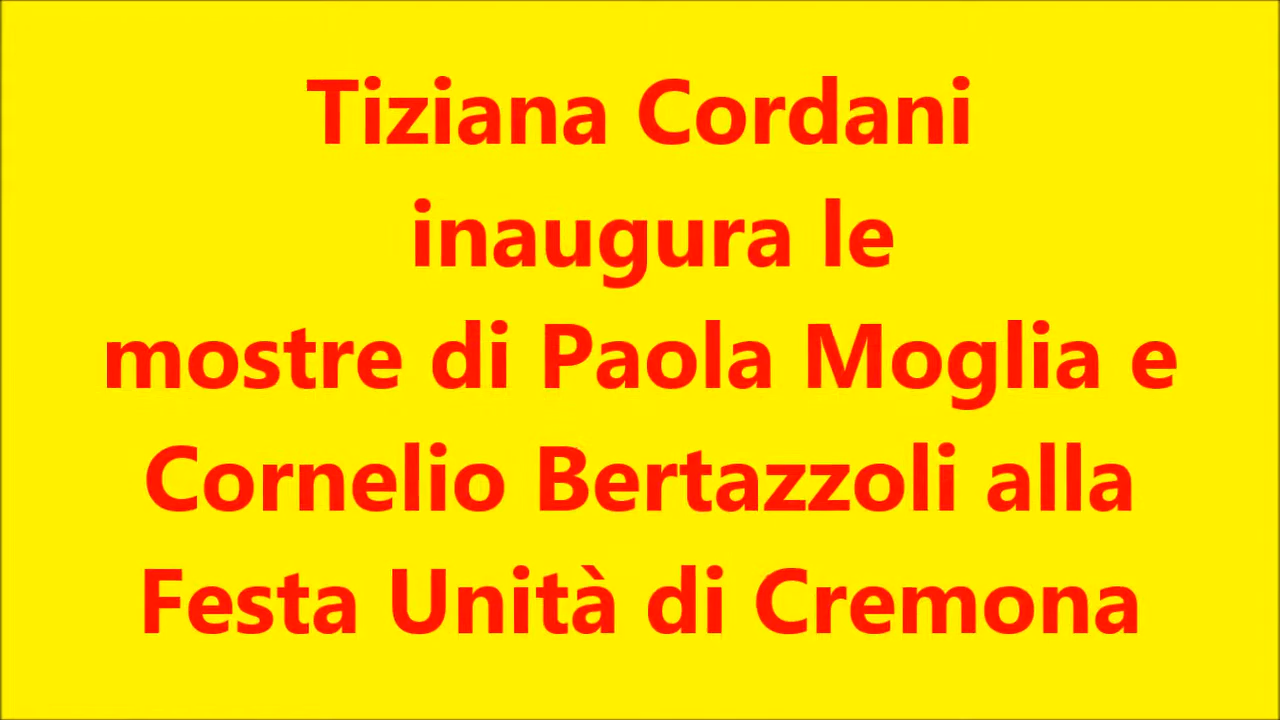 Tiziana Cordani
inaugura le
mostre di Paola Moglia e
Cornelio Bertazzoli alla
Festa Unità di Cremona